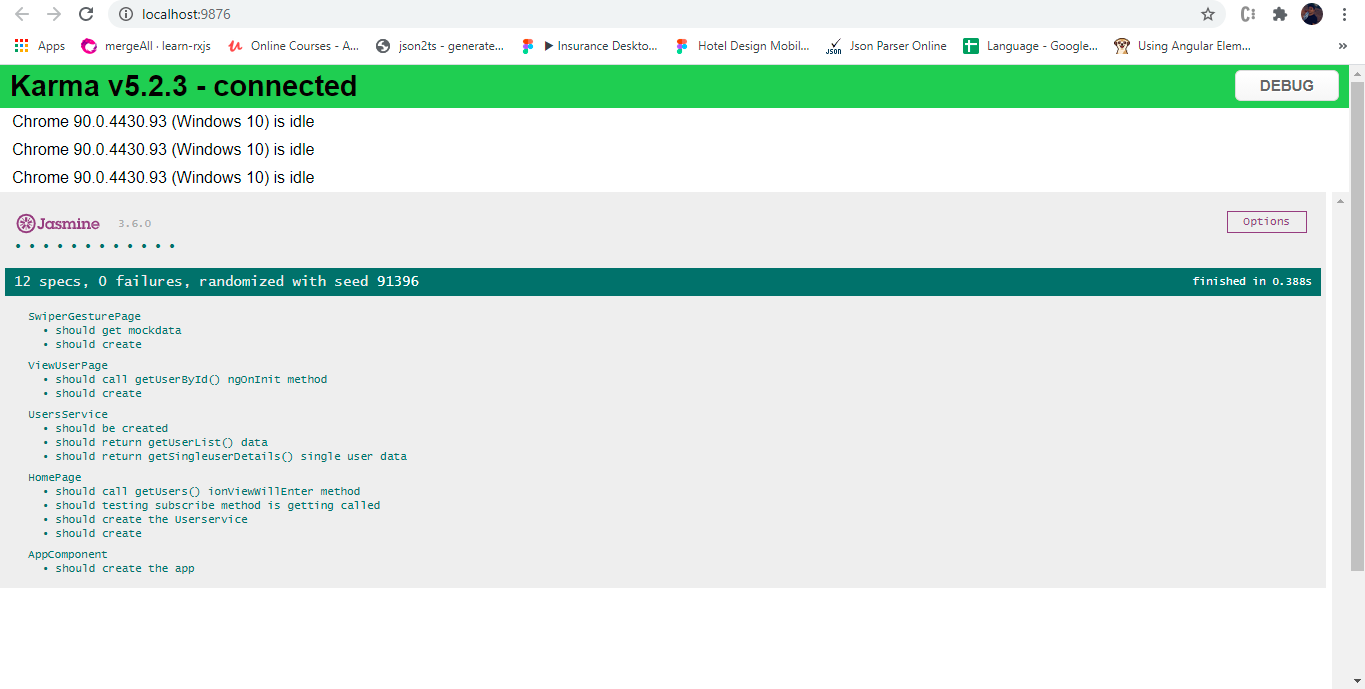 localhost:9876
Apps mergeAll · learn-rxjs Online Courses - A... json2ts - generate... ▶ Insurance Deskto... Hotel Design Mobil... JSON Json Parser Online Language - Google... Using Angular Elem... »
Karma v5.2.3 - connected DEBUG
Chrome 90.0.4430.93 (Windows 10) is idle
Chrome 90.0.4430.93 (Windows 10) is idle
Chrome 90.0.4430.93 (Windows 10) is idle
Jasmine 3.6.0 Options
• • • • • • • • • • • •
12 specs, 0 failures, randomized with seed 91396 finished in 0.388s
SwiperGesturePage
• should get mockdata
• should create
ViewUserPage
• should call getUserById() ngOnInit method
• should create
UsersService
• should be created
• should return getUserList() data
• should return getSingleuserDetails() single user data
HomePage
• should call getUsers() ionViewWillEnter method
• should testing subscribe method is getting called
• should create the Userservice
• should create
AppComponent
• should create the app